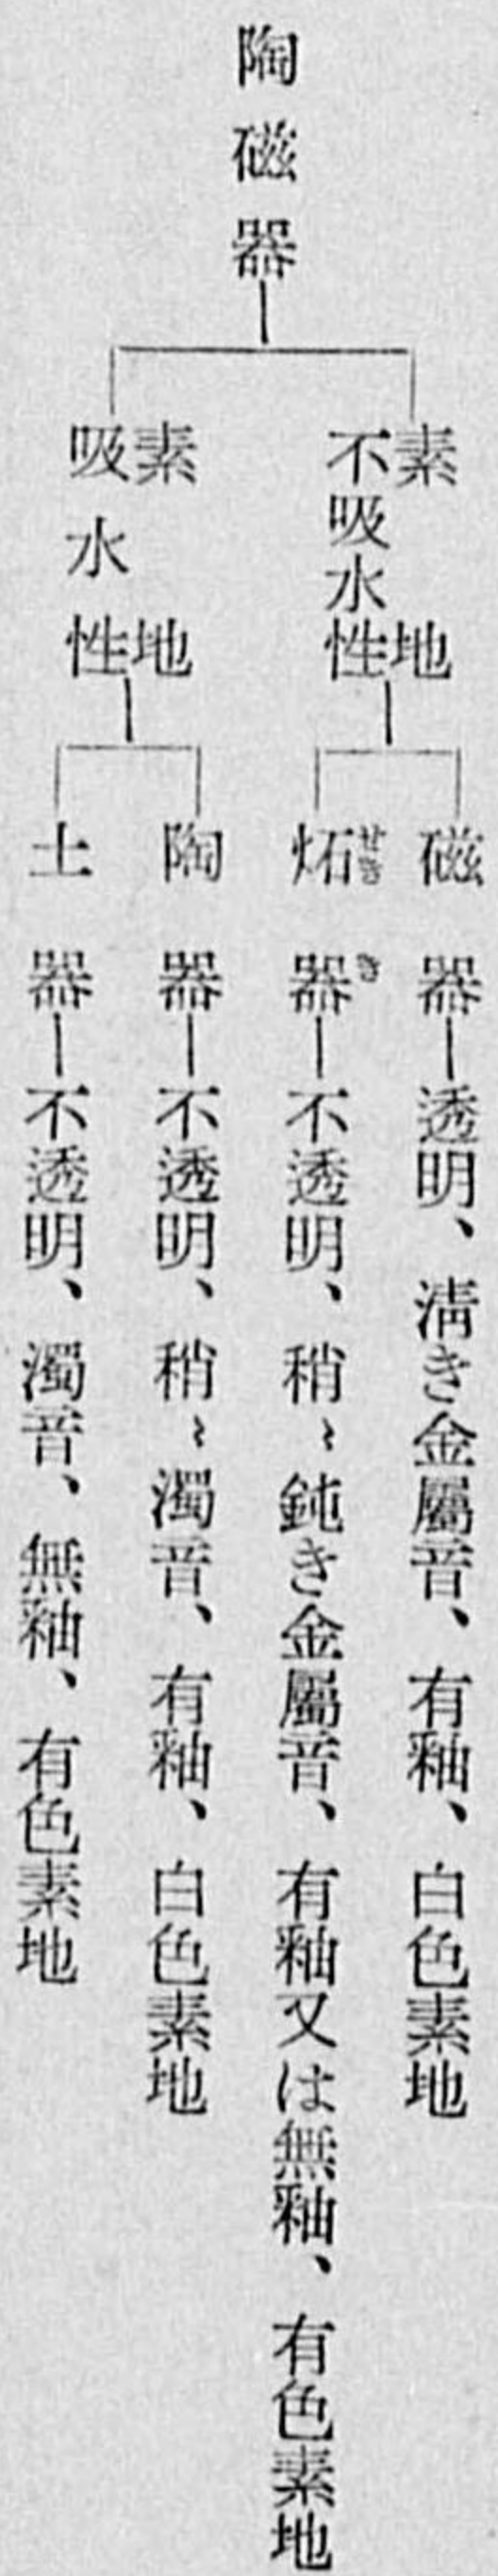 陶磁器
素地
不吸水性
磁器―透明、淸き金屬音、有釉、白色素地
炻器―不透明、稍〻鈍き金屬音、有釉又は無釉、有色素地
素地
吸水性
陶器―不透明、稍〻濁音、有釉、白色素地
土器―不透明、濁音、無釉、有色素地